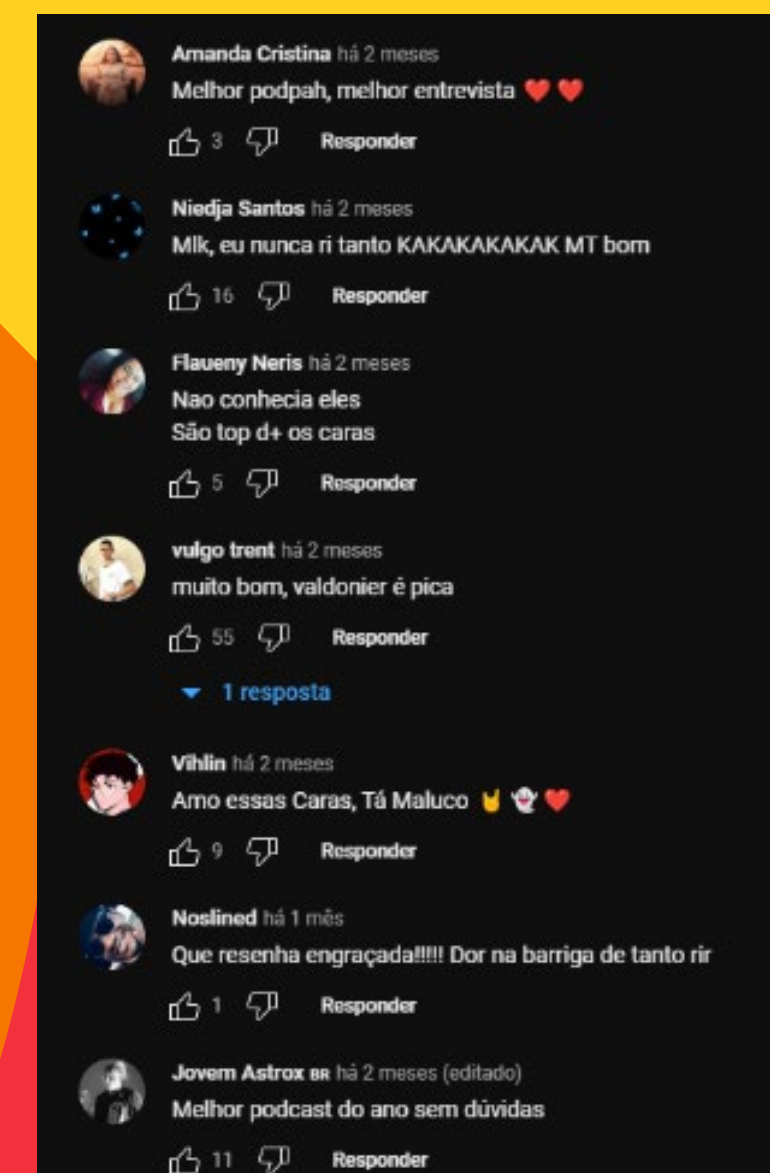 Amanda Cristina há 2 meses
Melhor podpah, melhor entrevista ❤️ ❤️
3 Responder
Niedja Santos há 2 meses
Mlk, eu nunca ri tanto KAKAKAKAKAK MT bom
16 Responder
Flaueny Neris há 2 meses
Nao conhecia eles
São top d+ os caras
5 Responder
vulgo trent há 2 meses
muito bom, valdonier é pica
55 Responder
1 resposta
Vihlin há 2 meses
Amo essas Caras, Tá Maluco 🤘 👻 ❤️
9 Responder
Noslined há 1 mês
Que resenha engraçada!!!!! Dor na barriga de tanto rir
1 Responder
Jovem Astrox BR há 2 meses (editado)
Melhor podcast do ano sem dúvidas
11 Responder